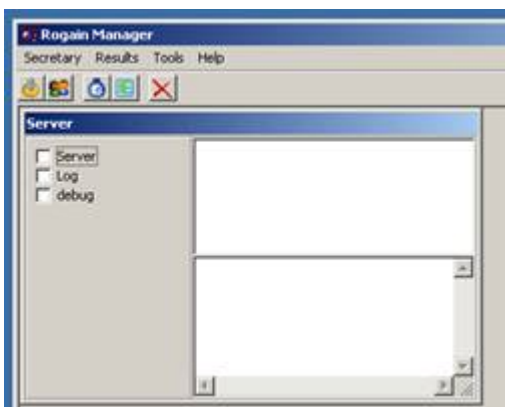 Rogain Manager
Secretary Results Tools Help
Server
Server
Log
debug